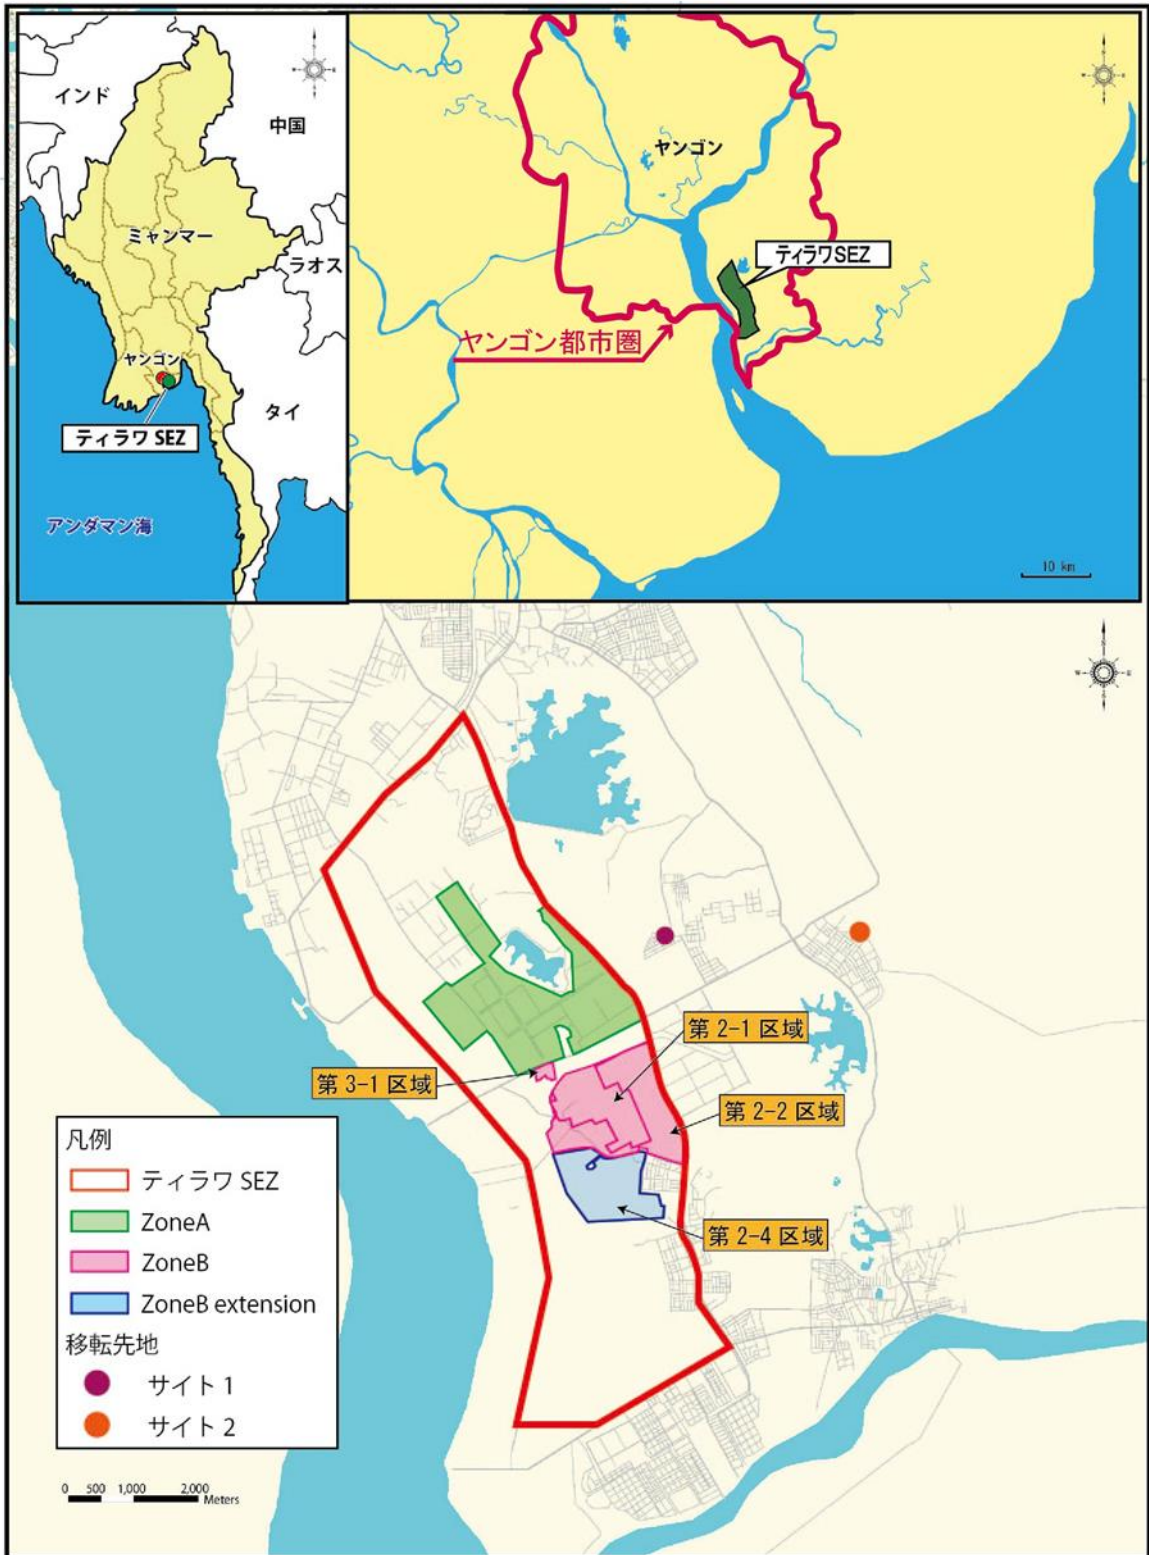 インド
中国
ミャンマー
ラオス
ヤンゴン
タイ
ティラワ SEZ
アンダマン海
ヤンゴン
ティラワSEZ
ヤンゴン都市圏
10 km
第 2-1 区域
第 3-1 区域
第 2-2 区域
第 2-4 区域
凡例
ティラワ SEZ
ZoneA
ZoneB
ZoneB extension
移転先地
サイト 1
サイト 2
0 500 1,000 2,000
Meters